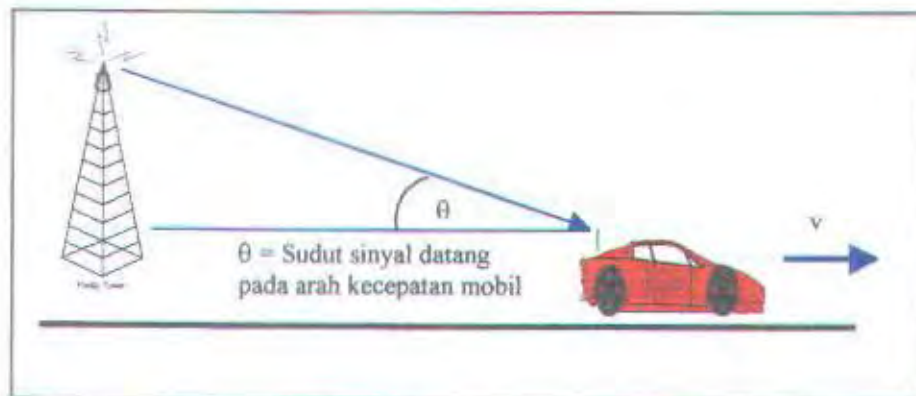 θ
v
θ = Sudut sinyal datang
pada arah kecepatan mobil